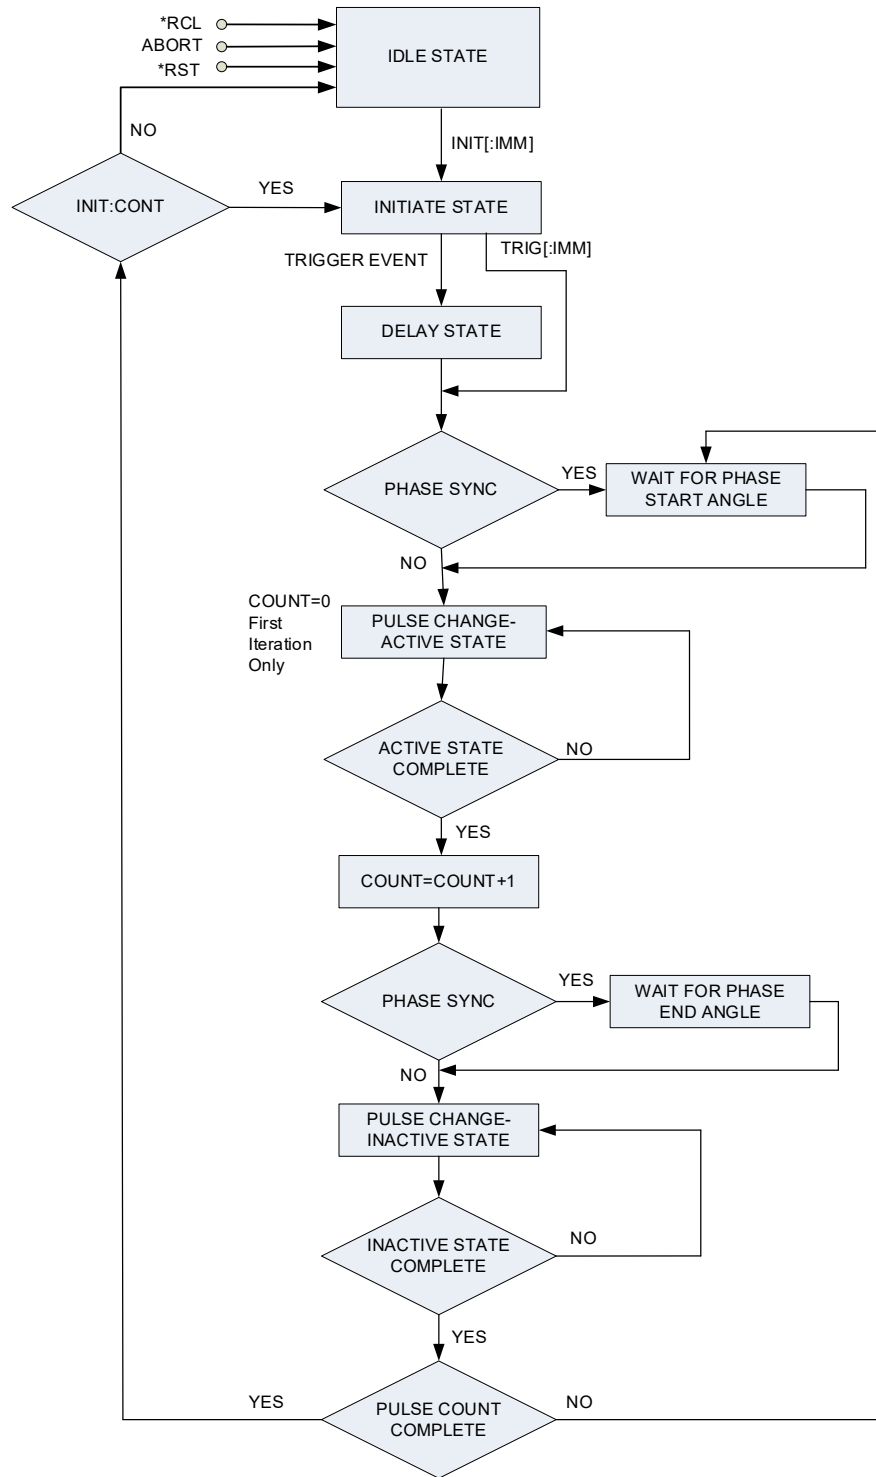 *RCL
ABORT
*RST
IDLE STATE
NO
INIT[:IMM]
INIT:CONT
YES
INITIATE STATE
TRIGGER EVENT
TRIG[:IMM]
DELAY STATE
PHASE SYNC
YES
WAIT FOR PHASE
START ANGLE
NO
COUNT=0
First
Iteration
Only
PULSE CHANGE-
ACTIVE STATE
ACTIVE STATE
COMPLETE
NO
YES
COUNT=COUNT+1
PHASE SYNC
YES
WAIT FOR PHASE
END ANGLE
NO
PULSE CHANGE-
INACTIVE STATE
INACTIVE STATE
COMPLETE
NO
YES
YES
PULSE COUNT
COMPLETE
NO